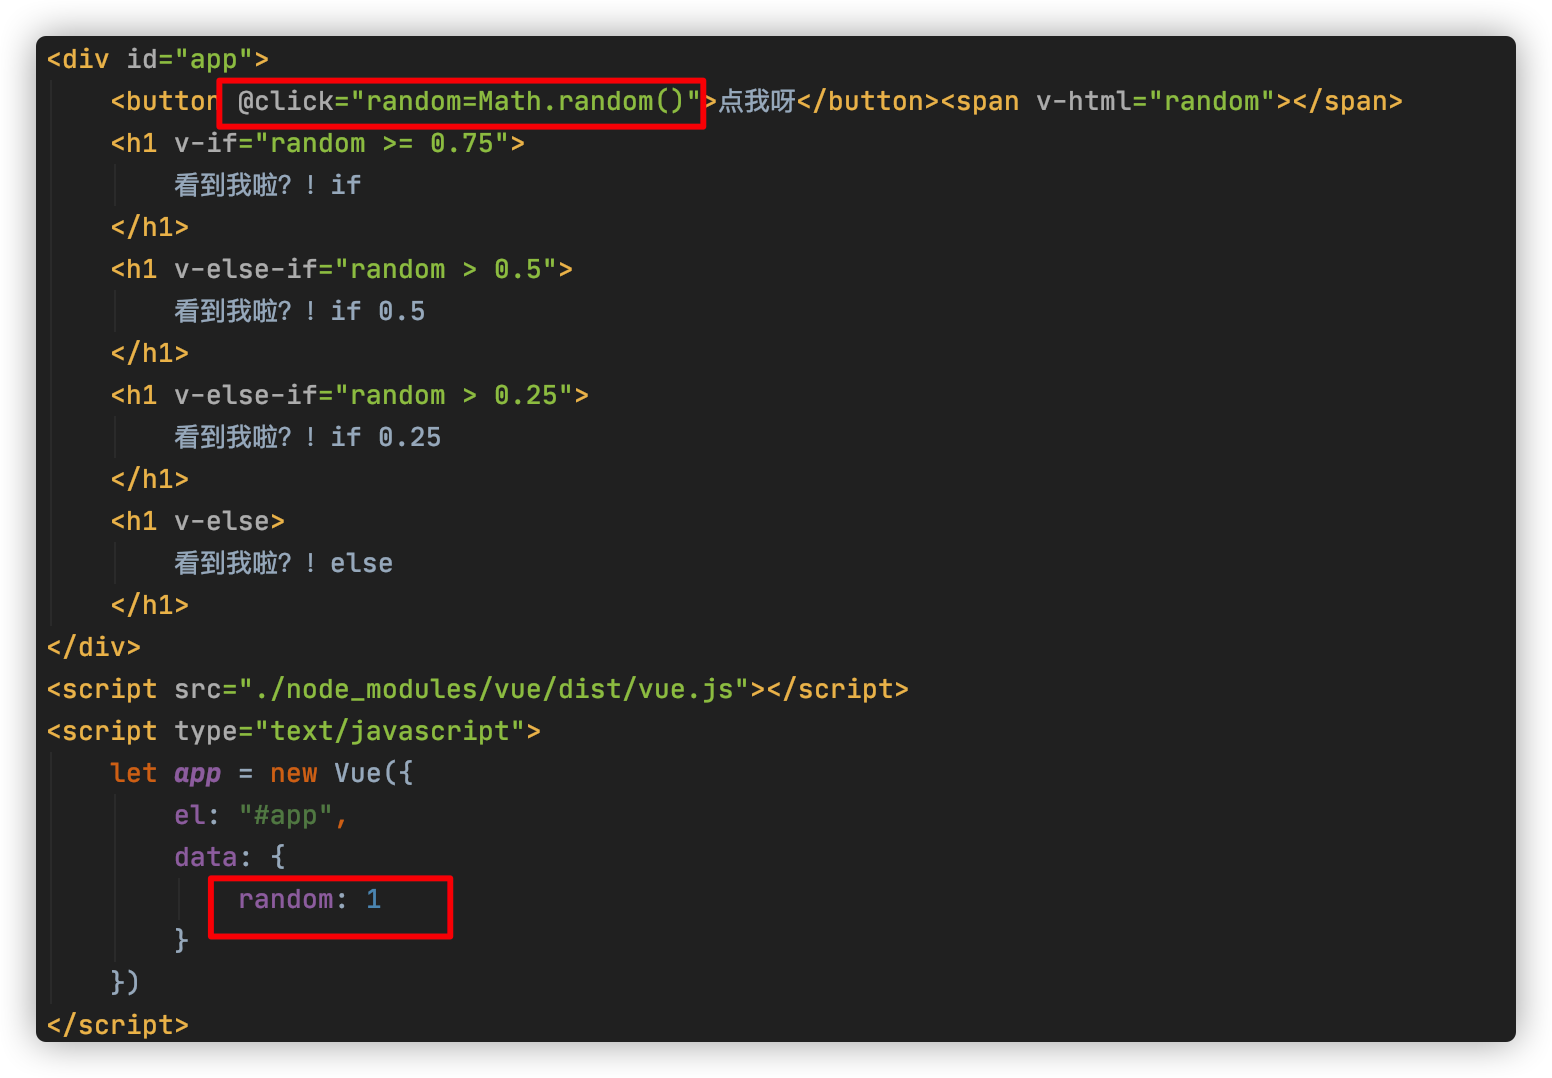 <div id="app">
    <button @click="random=Math.random()">点我呀</button><span v-html="random"></span>
    <h1 v-if="random >= 0.75">
        看到我啦？！if
    </h1>
    <h1 v-else-if="random > 0.5">
        看到我啦？！if 0.5
    </h1>
    <h1 v-else-if="random > 0.25">
        看到我啦？！if 0.25
    </h1>
    <h1 v-else>
        看到我啦？！else
    </h1>
</div>
<script src="./node_modules/vue/dist/vue.js"></script>
<script type="text/javascript">
    let app = new Vue({
        el: "#app",
        data: {
            random: 1
        }
    })
</script>